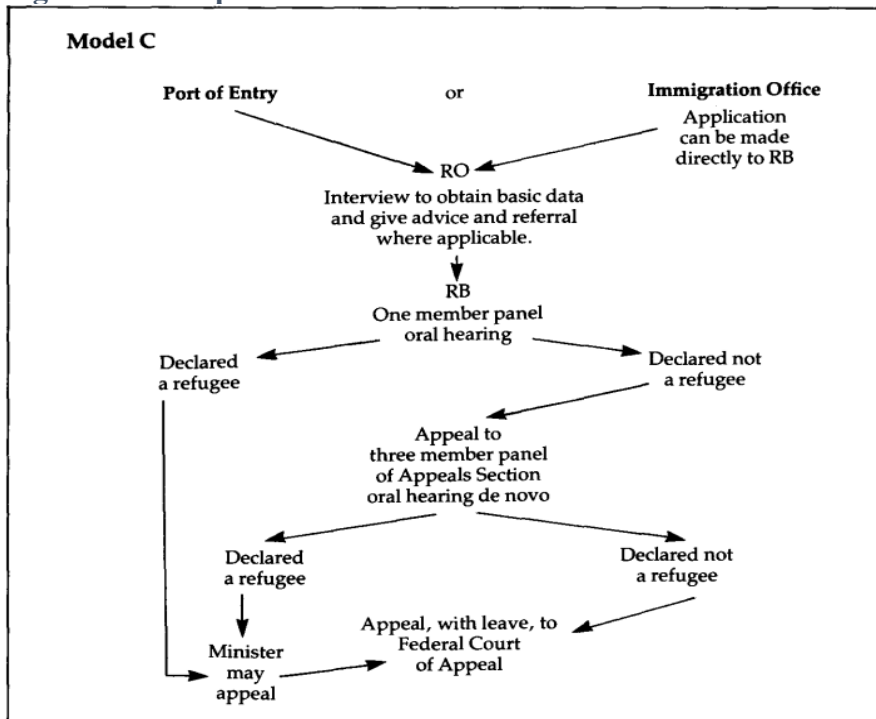 Model C
Port of Entry or Immigration Office
Application
can be made
directly to RB
RO
Interview to obtain basic data
and give advice and referral
where applicable.
RB
One member panel
oral hearing
Declared
a refugee
Declared not
a refugee
Appeal to
three member panel
of Appeals Section
oral hearing de novo
Declared
a refugee
Declared not
a refugee
Appeal, with leave, to
Federal Court
of Appeal
Minister
may
appeal